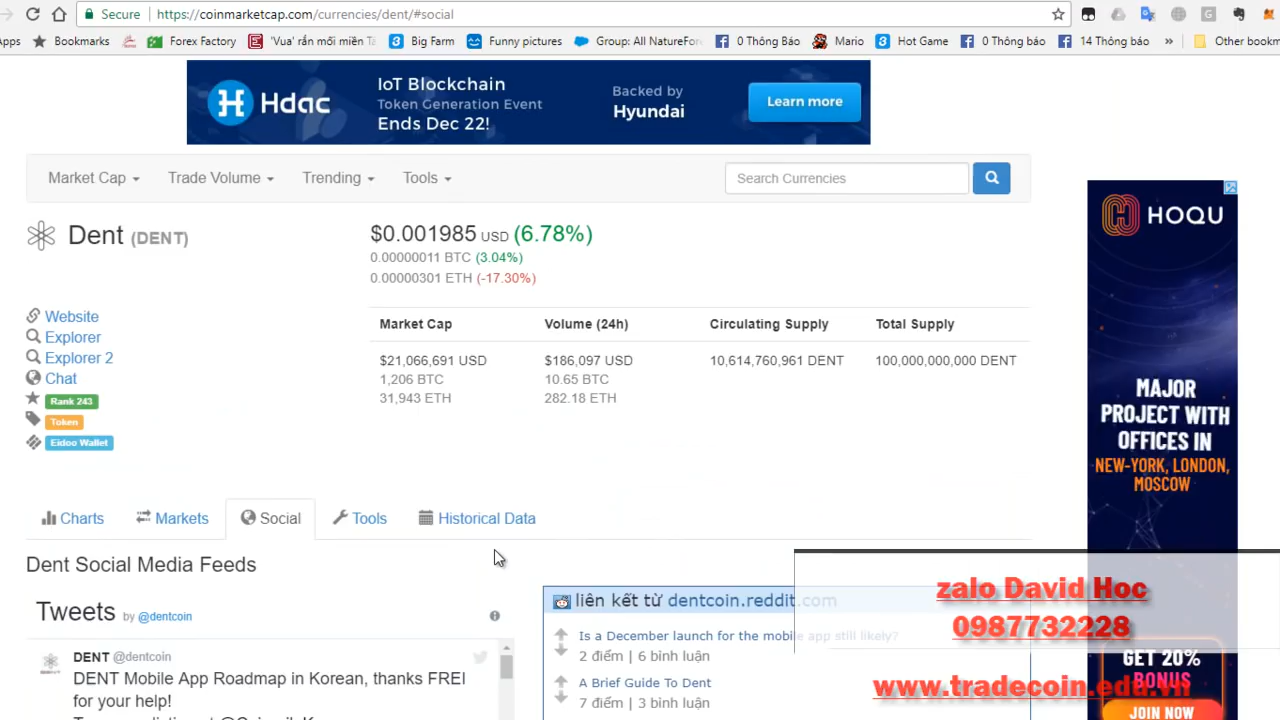 Secure https://coinmarketcap.com/currencies/dent/#social
Apps Bookmarks Forex Factory 'Vua' rắn mối miền Big Farm Funny pictures Group: All NatureFor 0 Thông Báo Mario Hot Game 0 Thông báo 14 Thông báo » Other bookm
Hdac
IoT Blockchain
Token Generation Event
Ends Dec 22!
Backed by
Hyundai
Learn more
Market Cap Trade Volume Trending Tools Search Currencies
Dent (DENT)
$0.001985 USD (6.78%)
0.00000011 BTC (3.04%)
0.00000301 ETH (-17.30%)
Website
Explorer
Explorer 2
Chat
Rank 243
Token
Eidoo Wallet
Market Cap Volume (24h) Circulating Supply Total Supply
$21,066,691 USD $186,097 USD 10,614,760,961 DENT 100,000,000,000 DENT
1,206 BTC 10.65 BTC
31,943 ETH 282.18 ETH
HOQU
MAJOR
PROJECT WITH
OFFICES IN
NEW-YORK, LONDON,
MOSCOW
GET 20%
BONUS
JOIN NOW
Charts Markets Social Tools Historical Data
Dent Social Media Feeds
Tweets by @dentcoin
DENT @dentcoin
DENT Mobile App Roadmap in Korean, thanks FREI
for your help!
liên kết từ dentcoin.reddit.com
Is a December launch for the mobile app still likely?
2 điểm | 6 bình luận
A Brief Guide To Dent
7 điểm | 3 bình luận
zalo David Hoc
0987732228
www.tradecoin.edu.vn